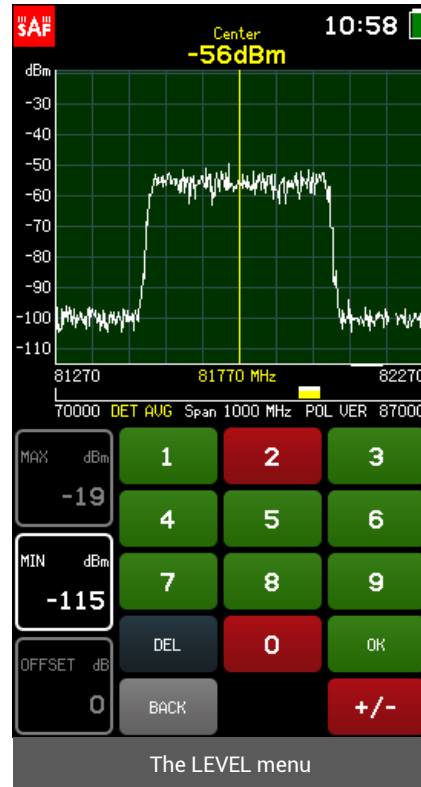 SAF
Center
10:58
-56dBm
dBm
-30
-40
-50
-60
-70
-80
-90
-100
-110
81270 81770 MHz 82270
70000 DET AVG Span 1000 MHz POL VER 87000
MAX dBm
-19
1 2 3
4 5 6
MIN dBm
-115
7 8 9
DEL 0 OK
OFFSET dB
0
BACK +/-
The LEVEL menu